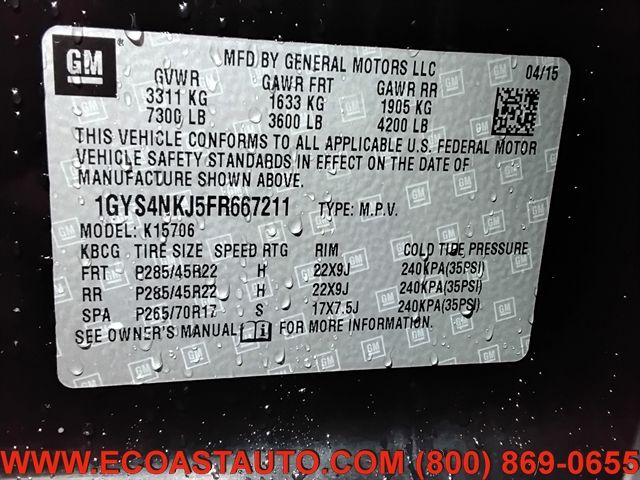 GM
®
MFD BY GENERAL MOTORS LLC
04/15
GVWR GAWR FRT GAWR RR
3311 KG 1633 KG 1905 KG
7300 LB 3600 LB 4200 LB
THIS VEHICLE CONFORMS TO ALL APPLICABLE U.S. FEDERAL MOTOR
VEHICLE SAFETY STANDARDS IN EFFECT ON THE DATE OF
MANUFACTURE SHOWN ABOVE.
1GYS4NKJ5FR667211 TYPE: M.P.V.
MODEL: K15706
KBCG TIRE SIZE SPEED RTG RIM COLD TIRE PRESSURE
FRT P285/45R22 H 22X9J 240KPA(35PSI)
RR P285/45R22 H 22X9J 240KPA(35PSI)
SPA P265/70R17 S 17X7.5J 240KPA(35PSI)
SEE OWNER'S MANUAL FOR MORE INFORMATION.
WWW.ECOASTAUTO.COM (800) 869-0655